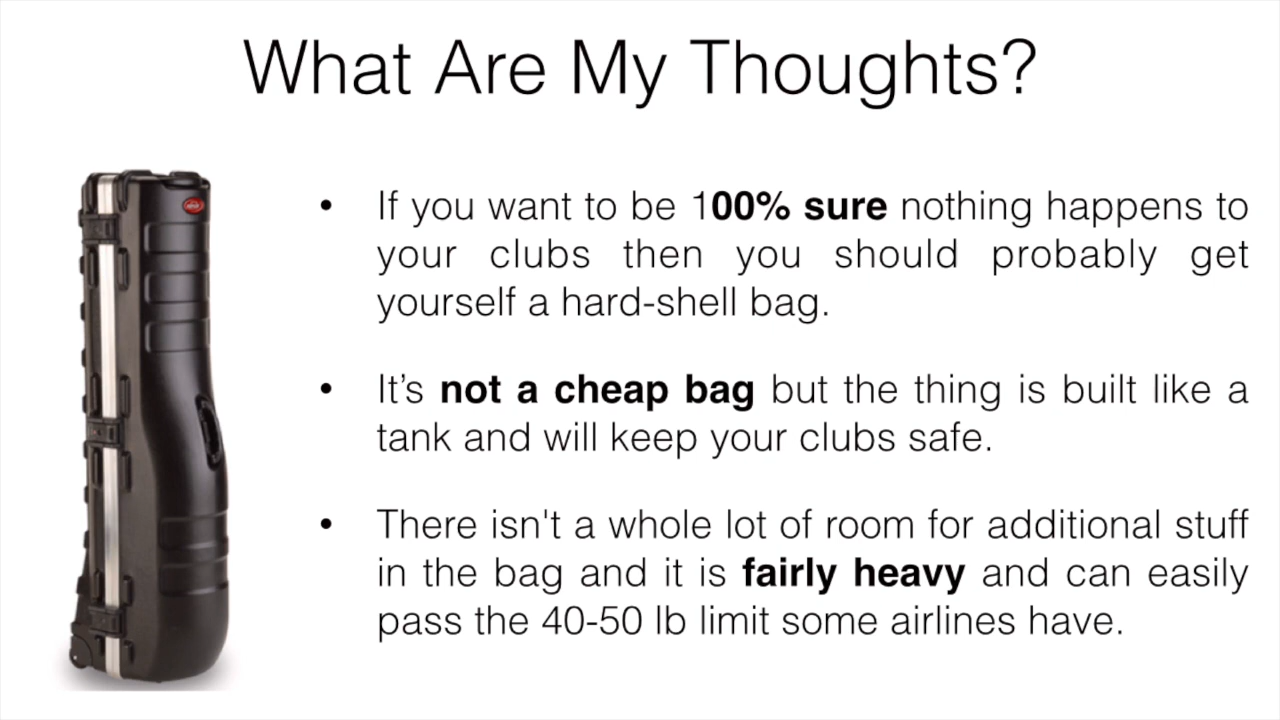 What Are My Thoughts?
• If you want to be 100% sure nothing happens to
your clubs then you should probably get
yourself a hard-shell bag.
• It’s not a cheap bag but the thing is built like a
tank and will keep your clubs safe.
• There isn't a whole lot of room for additional stuff
in the bag and it is fairly heavy and can easily
pass the 40-50 lb limit some airlines have.